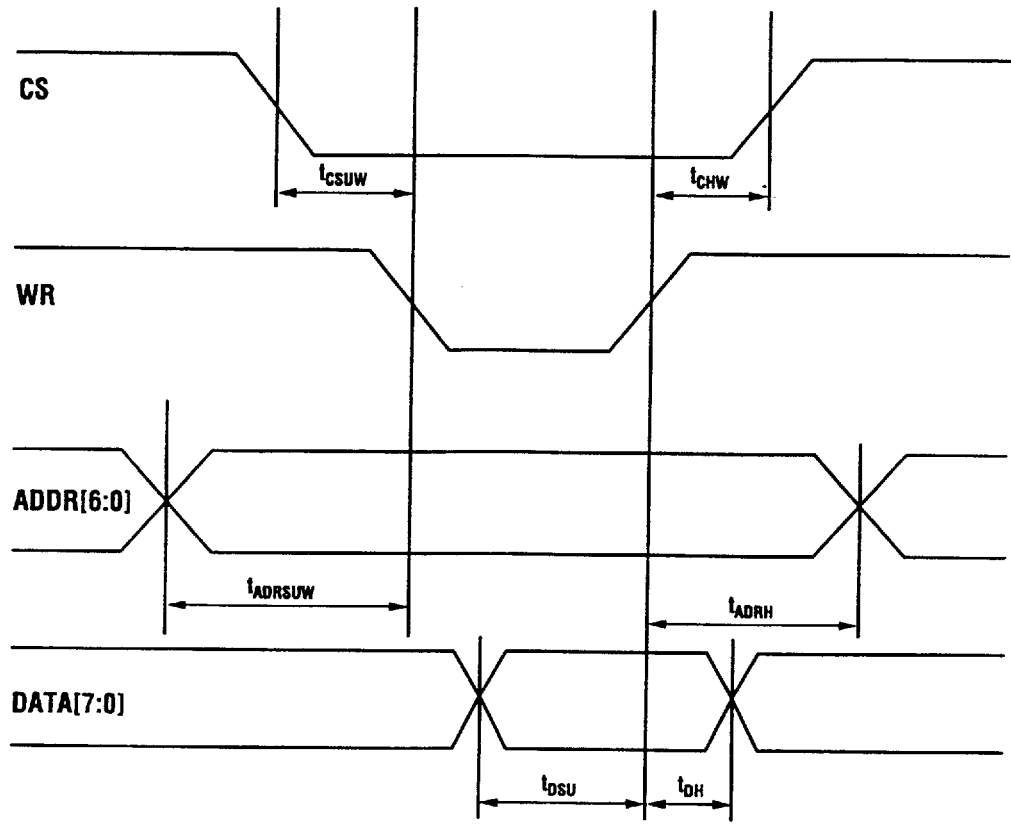 CS
tCSUW
tCHW
WR
ADDR[6:0]
tADRSUW
tADRH
DATA[7:0]
tDSU
tDH